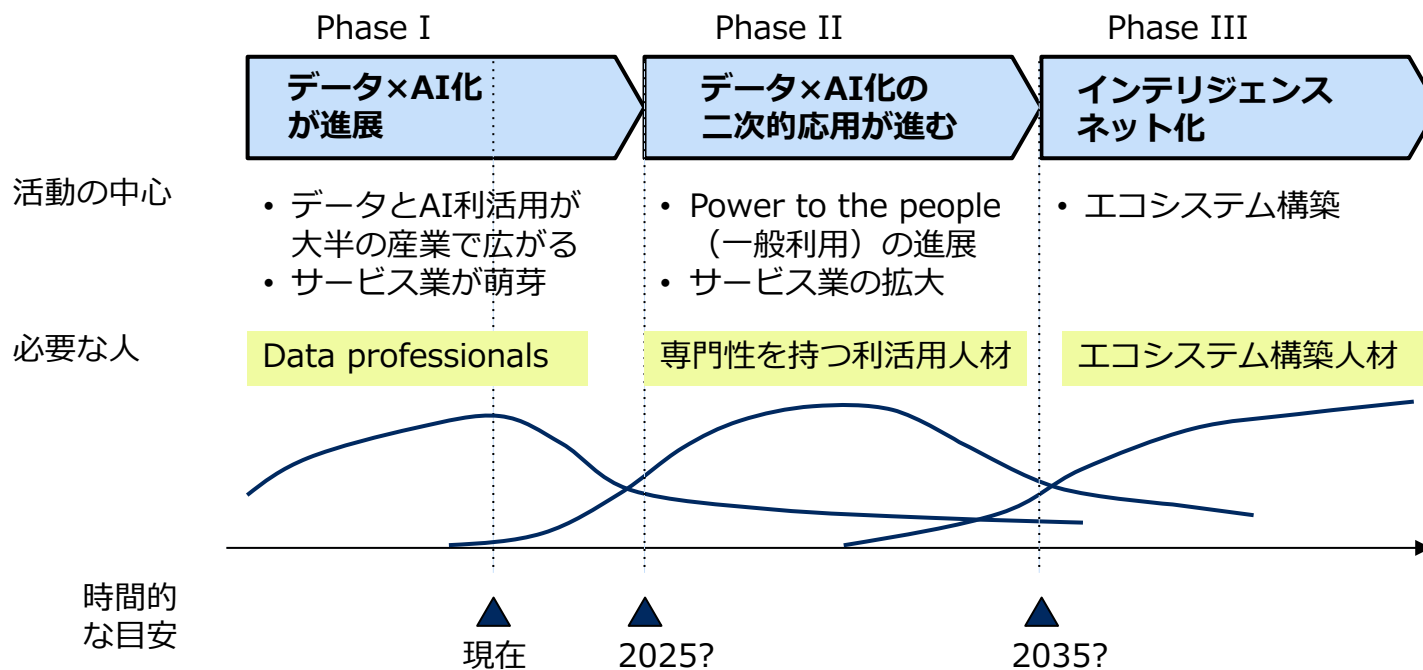 Phase I
Phase II
Phase III
データ×AI化
が進展
データ×AI化の
二次的応用が進む
インテリジェンス
ネット化
活動の中心
• データとAI利活用が
大半の産業で広がる
• サービス業が萌芽
• Power to the people
（一般利用）の進展
• サービス業の拡大
• エコシステム構築
必要な人
Data professionals
専門性を持つ利活用人材
エコシステム構築人材
時間的
な目安
現在
2025?
2035?